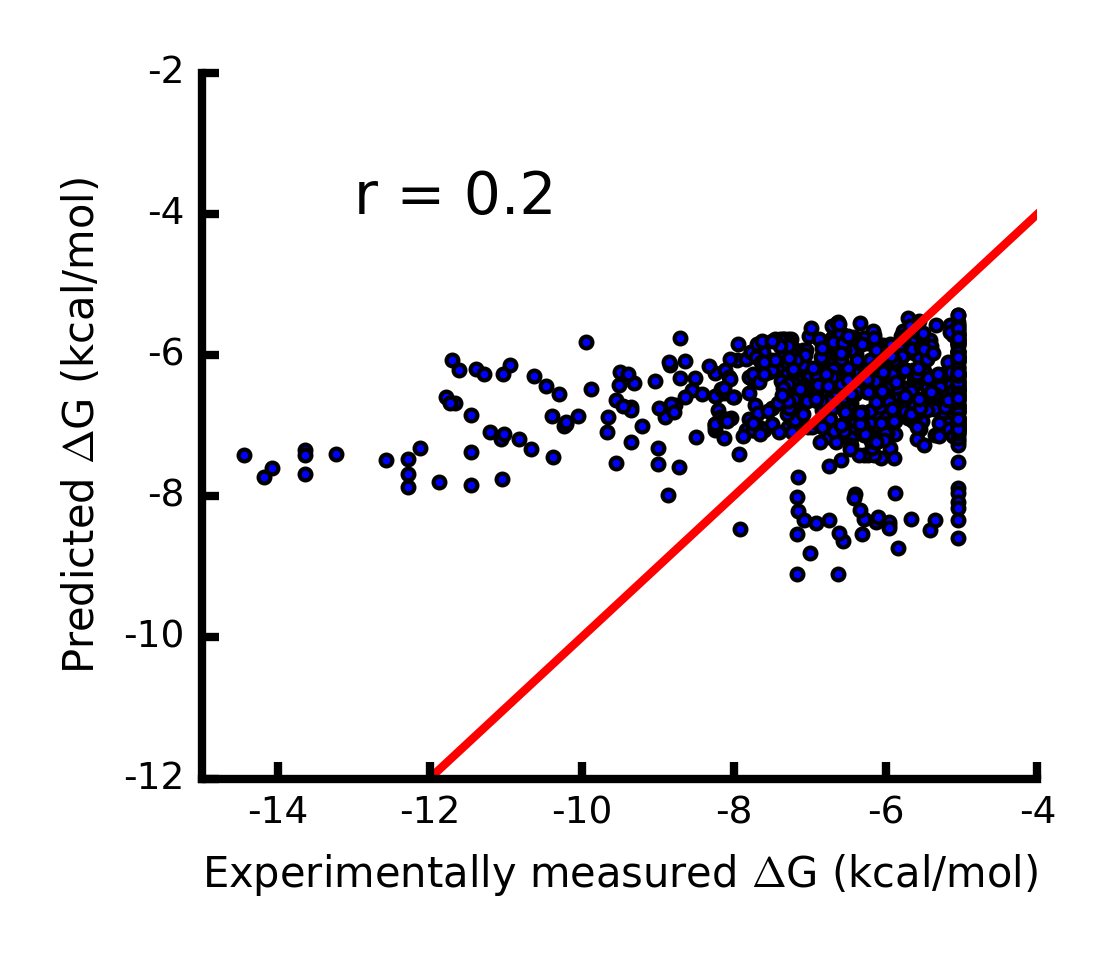 -2
-4
-6
-8
-10
-12
r = 0.2
Predicted ΔG (kcal/mol)
-14 -12 -10 -8 -6 -4
Experimentally measured ΔG (kcal/mol)